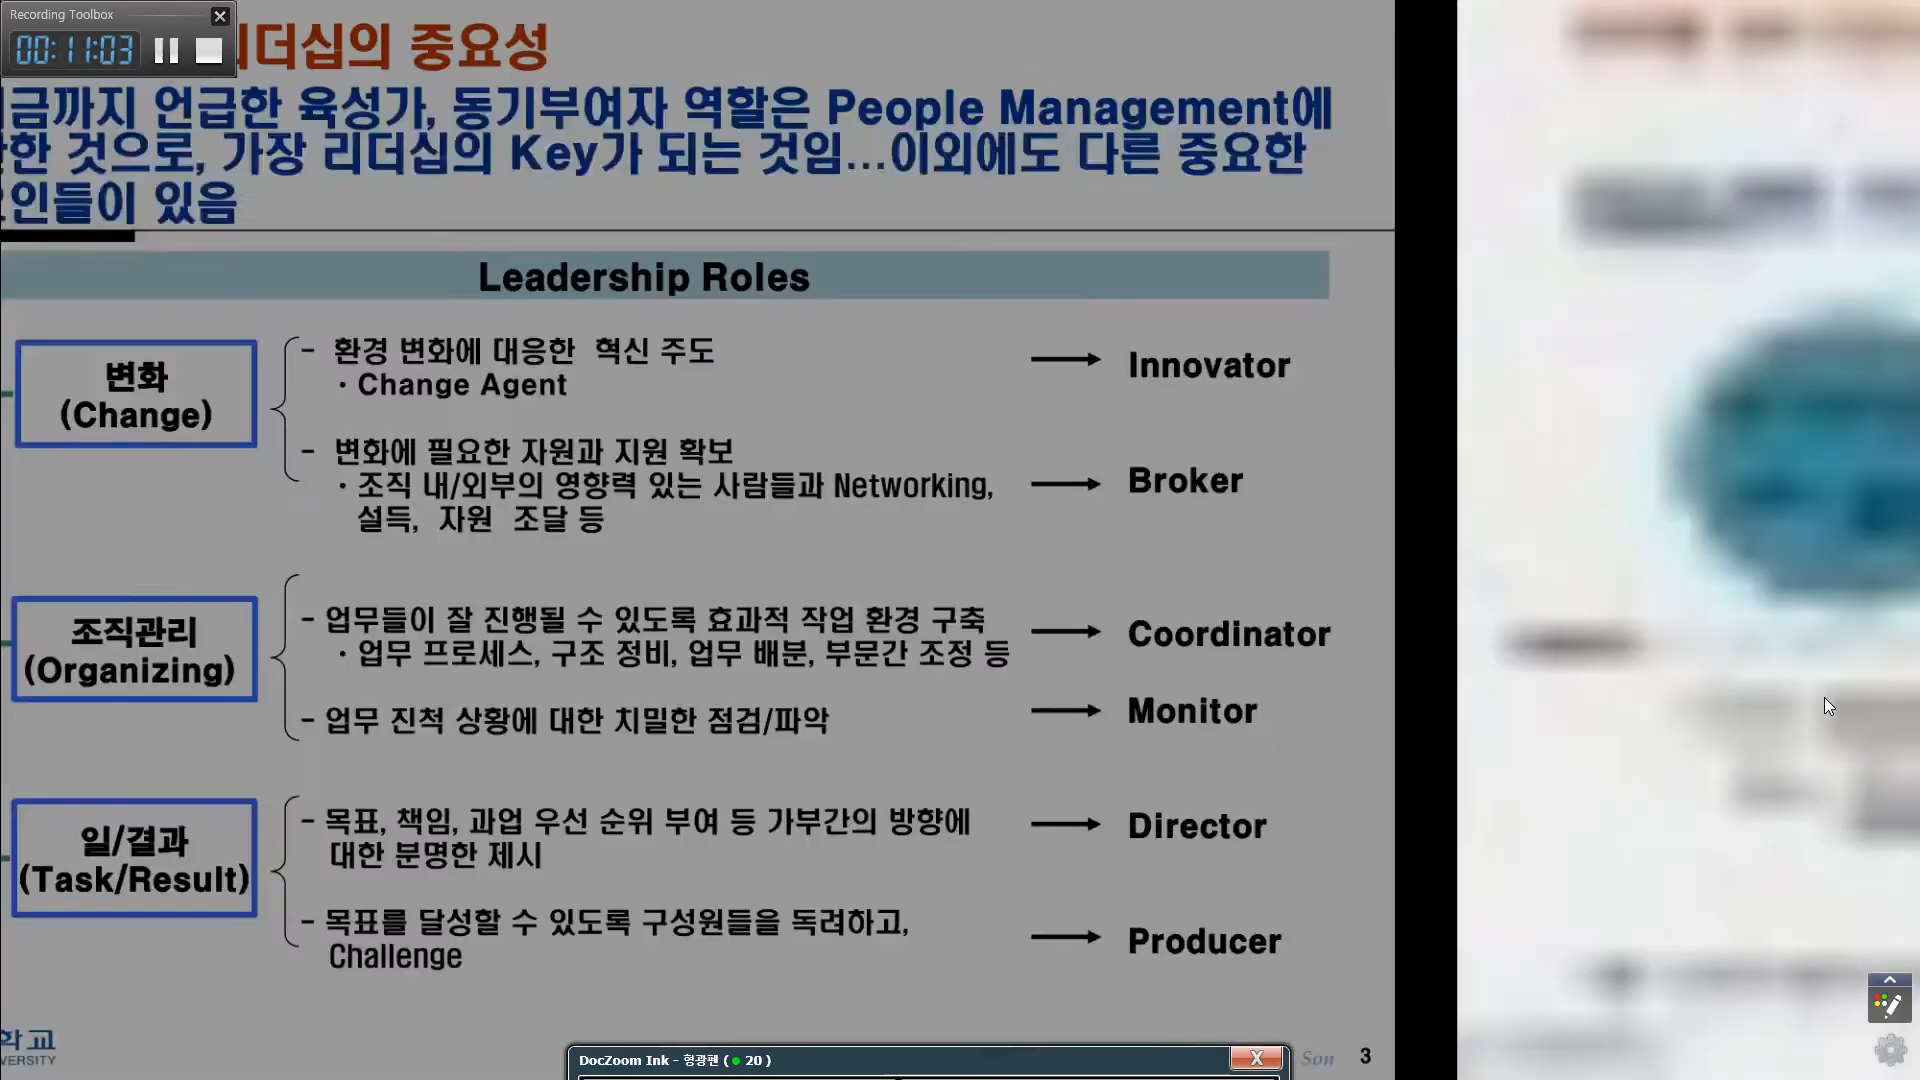 Recording Toolbox
00:11:03
리더십의 중요성
금까지 언급한 육성가, 동기부여자 역할은 People Management에
한 것으로, 가장 리더십의 Key가 되는 것임...이외에도 다른 중요한
인들이 있음
Leadership Roles
변화
(Change)
- 환경 변화에 대응한 혁신 주도
· Change Agent
Innovator
- 변화에 필요한 자원과 지원 확보
· 조직 내/외부의 영향력 있는 사람들과 Networking,
설득, 자원 조달 등
Broker
조직관리
(Organizing)
- 업무들이 잘 진행될 수 있도록 효과적 작업 환경 구축
· 업무 프로세스, 구조 정비, 업무 배분, 부문간 조정 등
Coordinator
- 업무 진척 상황에 대한 치밀한 점검/파악
Monitor
일/결과
(Task/Result)
- 목표, 책임, 과업 우선 순위 부여 등 가부간의 방향에
대한 분명한 제시
Director
- 목표를 달성할 수 있도록 구성원들을 독려하고,
Challenge
Producer
학교
VERSITY
DocZoom Ink - 형광펜 ( ● 20 )
Son 3